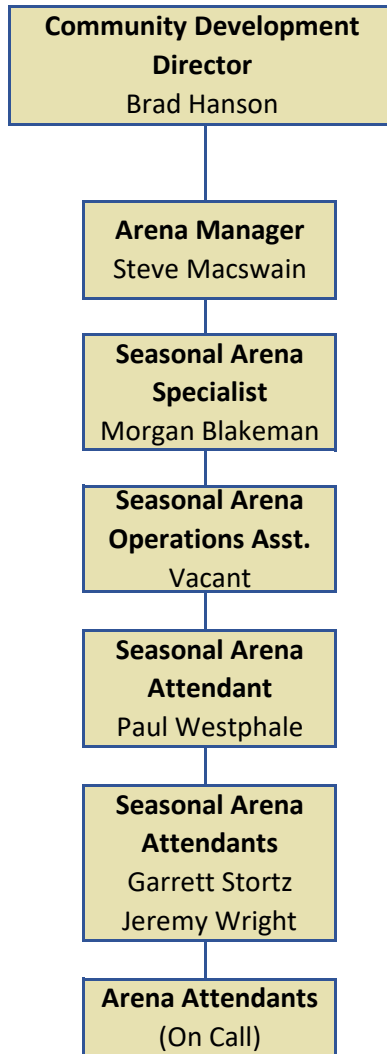 Community Development
Director
Brad Hanson
Arena Manager
Steve Macswain
Seasonal Arena
Specialist
Morgan Blakeman
Seasonal Arena
Operations Asst.
Vacant
Seasonal Arena
Attendant
Paul Westphale
Seasonal Arena
Attendants
Garrett Stortz
Jeremy Wright
Arena Attendants
(On Call)